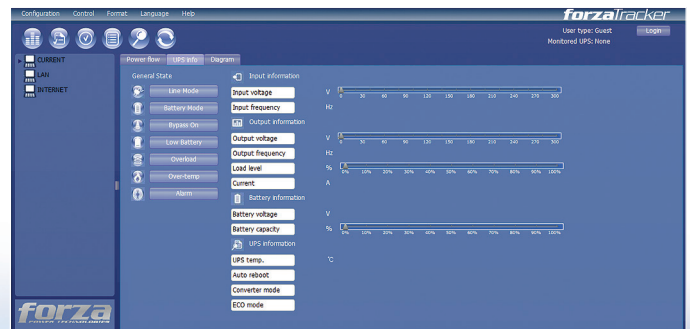 Configuration Control Format Language Help
forzaTracker
User type: Guest
Login
Monitored UPS: None
CURRENT
LAN
INTERNET
Power flow UPS info Diagram
General State
Line Mode
Battery Mode
Bypass On
Low Battery
Overload
Over-temp
Alarm
Input information
Input voltage V 0 30 60 90 120 150 180 210 240 270 300
Input frequency Hz
Output information
Output voltage V 0 30 60 90 120 150 180 210 240 270 300
Output frequency Hz
Load level % 0% 10% 20% 30% 40% 50% 60% 70% 80% 90% 100%
Current A
Battery information
Battery voltage V
Battery capacity % 0% 10% 20% 30% 40% 50% 60% 70% 80% 90% 100%
UPS information
UPS temp. °C
Auto reboot
Converter mode
ECO mode
forza
POWER TECHNOLOGIES